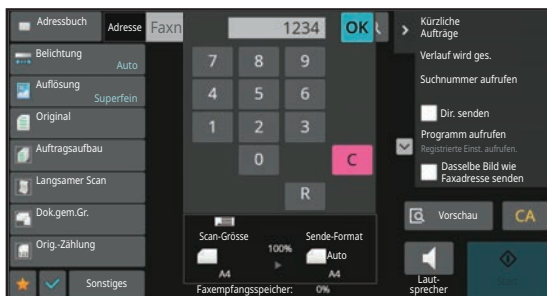 Adressbuch
Adresse
Faxn
1234
OK
Kürzliche
Aufträge
Belichtung
Auto
7 8 9
Verlauf wird ges.
Auflösung
Superfein
4 5 6
Suchnummer aufrufen
Original
1 2 3
Dir. senden
Auftragsaufbau
0 C
Programm aufrufen
Registrierte Einst. aufrufen.
Langsamer Scan
R
Dasselbe Bild wie
Faxadresse senden
Dok.gem.Gr.
Vorschau
CA
Scan-Grösse
100%
Sende-Format
Auto
Orig.-Zählung
A4
A4
Sonstiges
Faxempfangsspeicher: 0%
Laut-
sprecher
Start